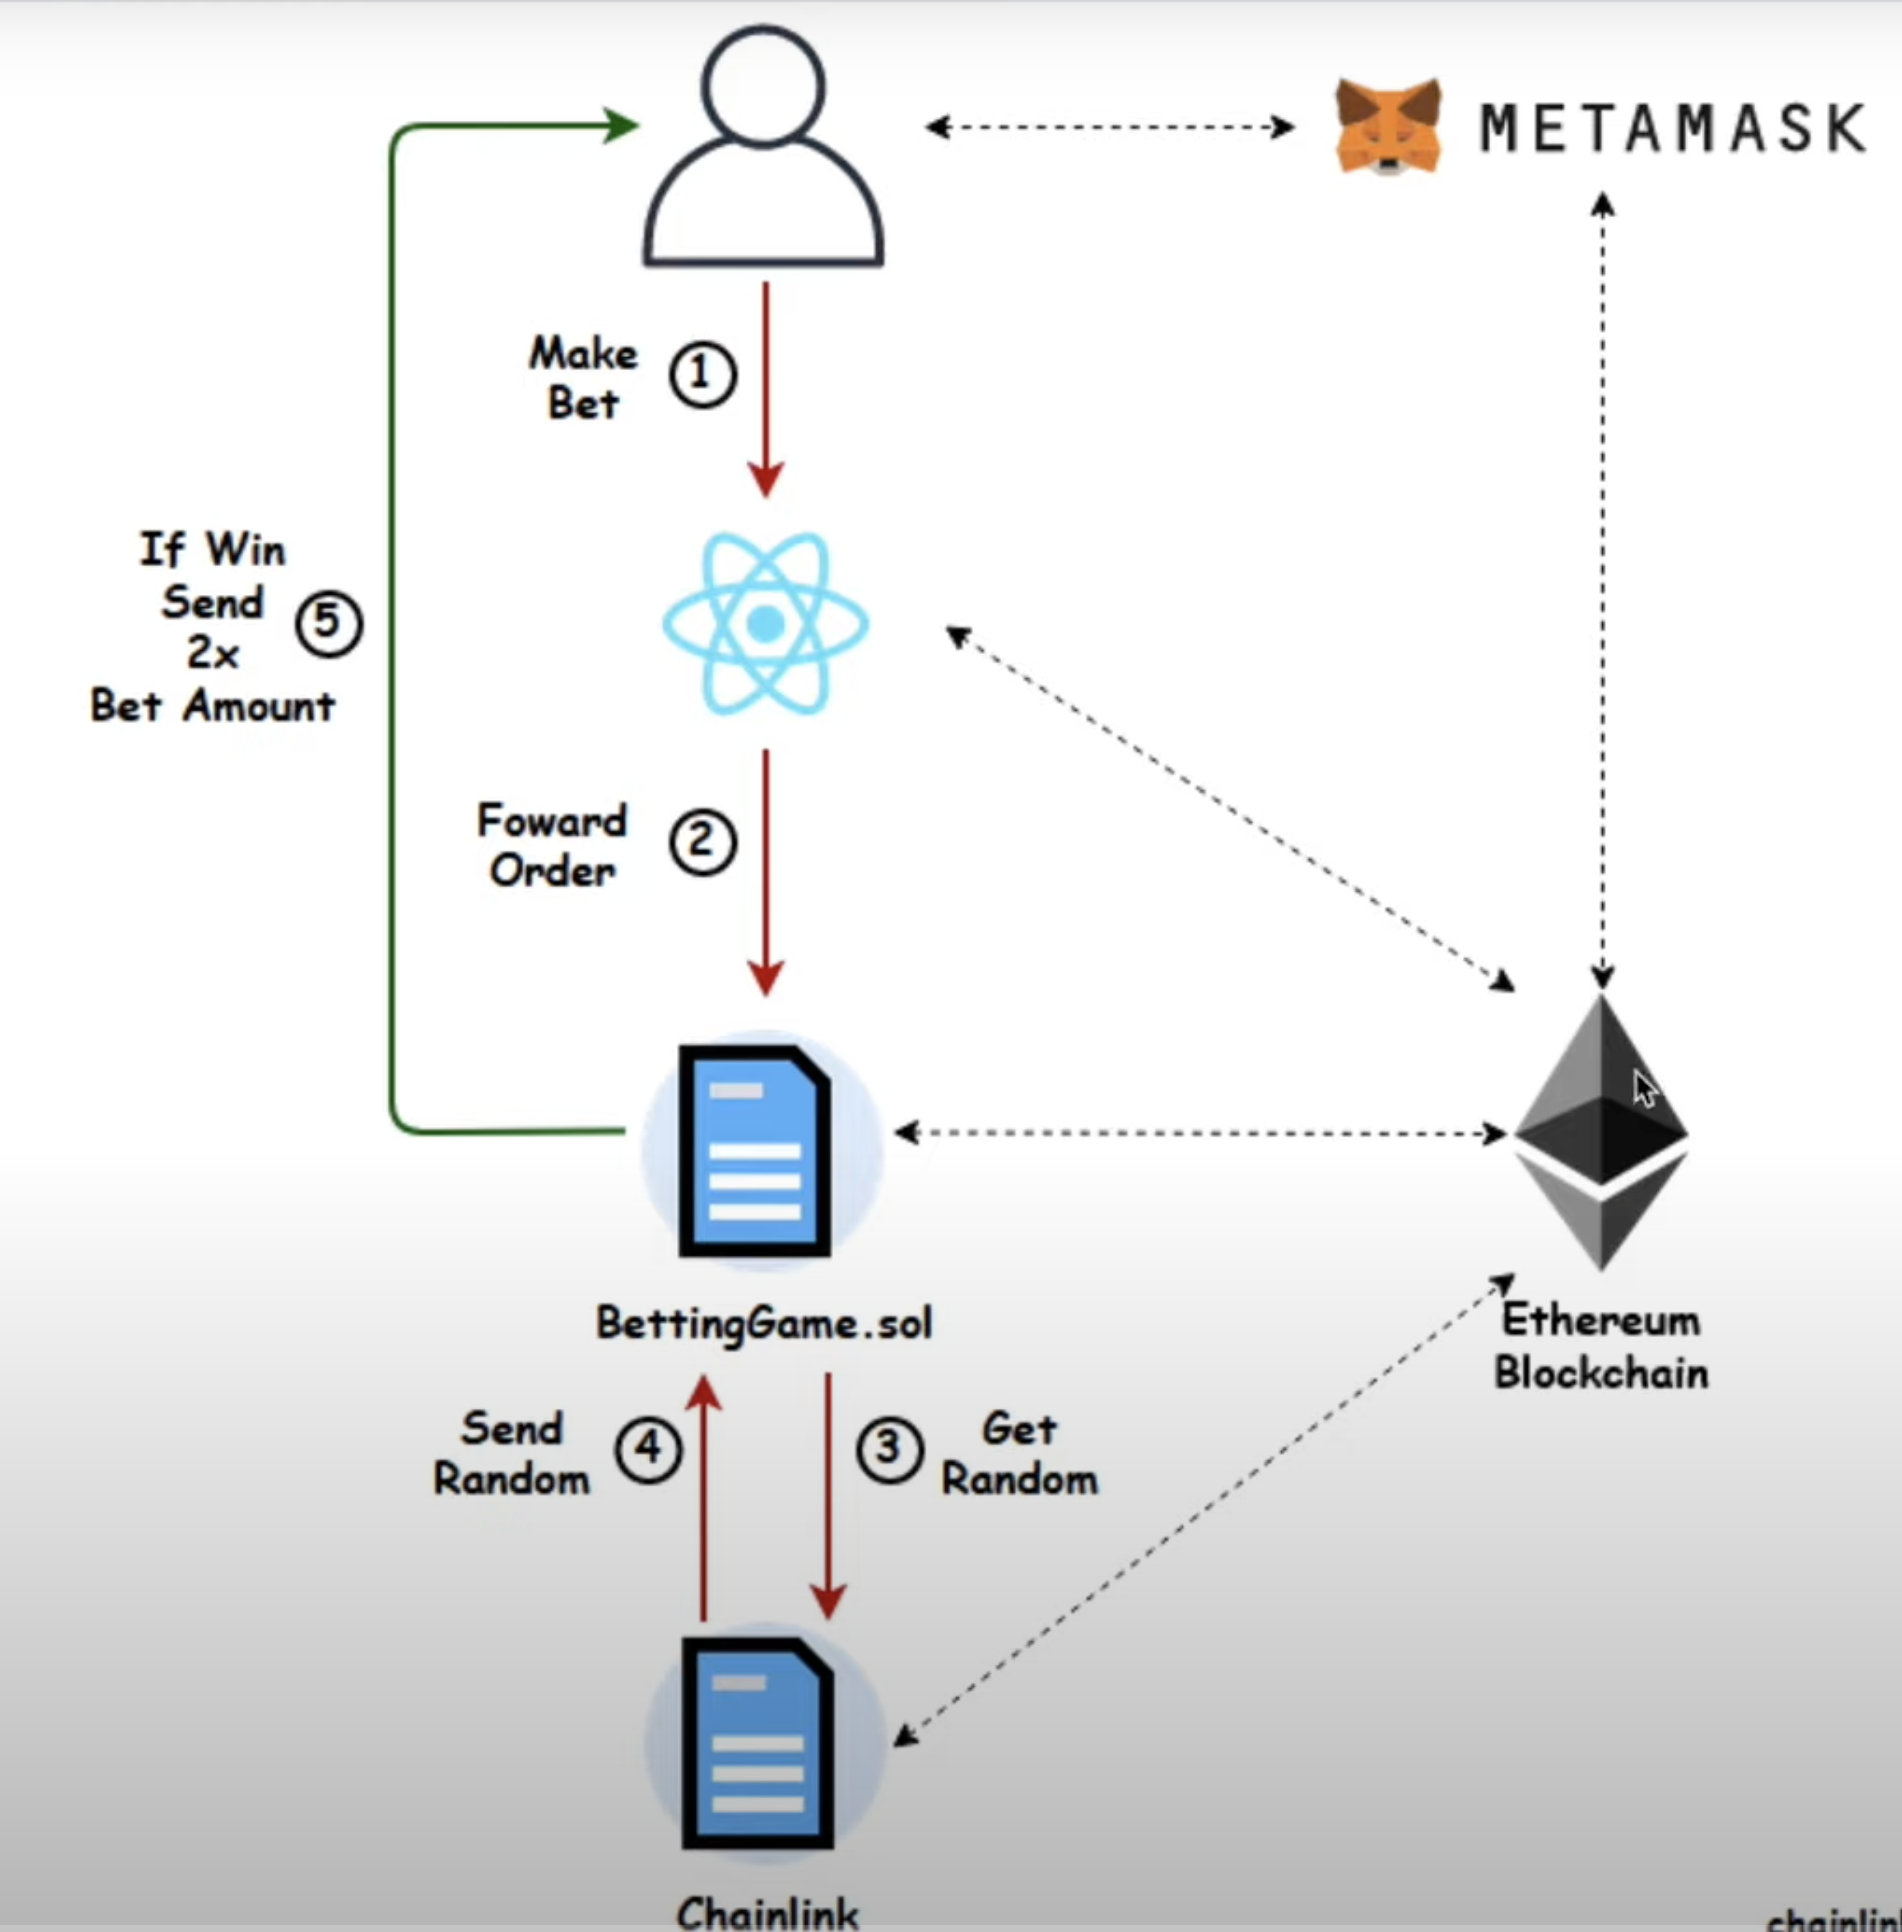 METAMASK
Make
Bet
1
If Win
Send
2x
Bet Amount
5
Foward
Order
2
BettingGame.sol
Ethereum
Blockchain
Send
Random
4
3
Get
Random
Chainlink